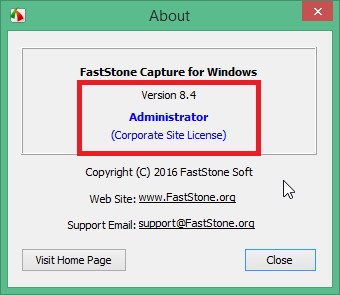 About
FastStone Capture for Windows
Version 8.4
Administrator
(Corporate Site License)
Copyright (C) 2016 FastStone Soft
Web Site: www.FastStone.org
Support Email: support@FastStone.org
Visit Home Page Close